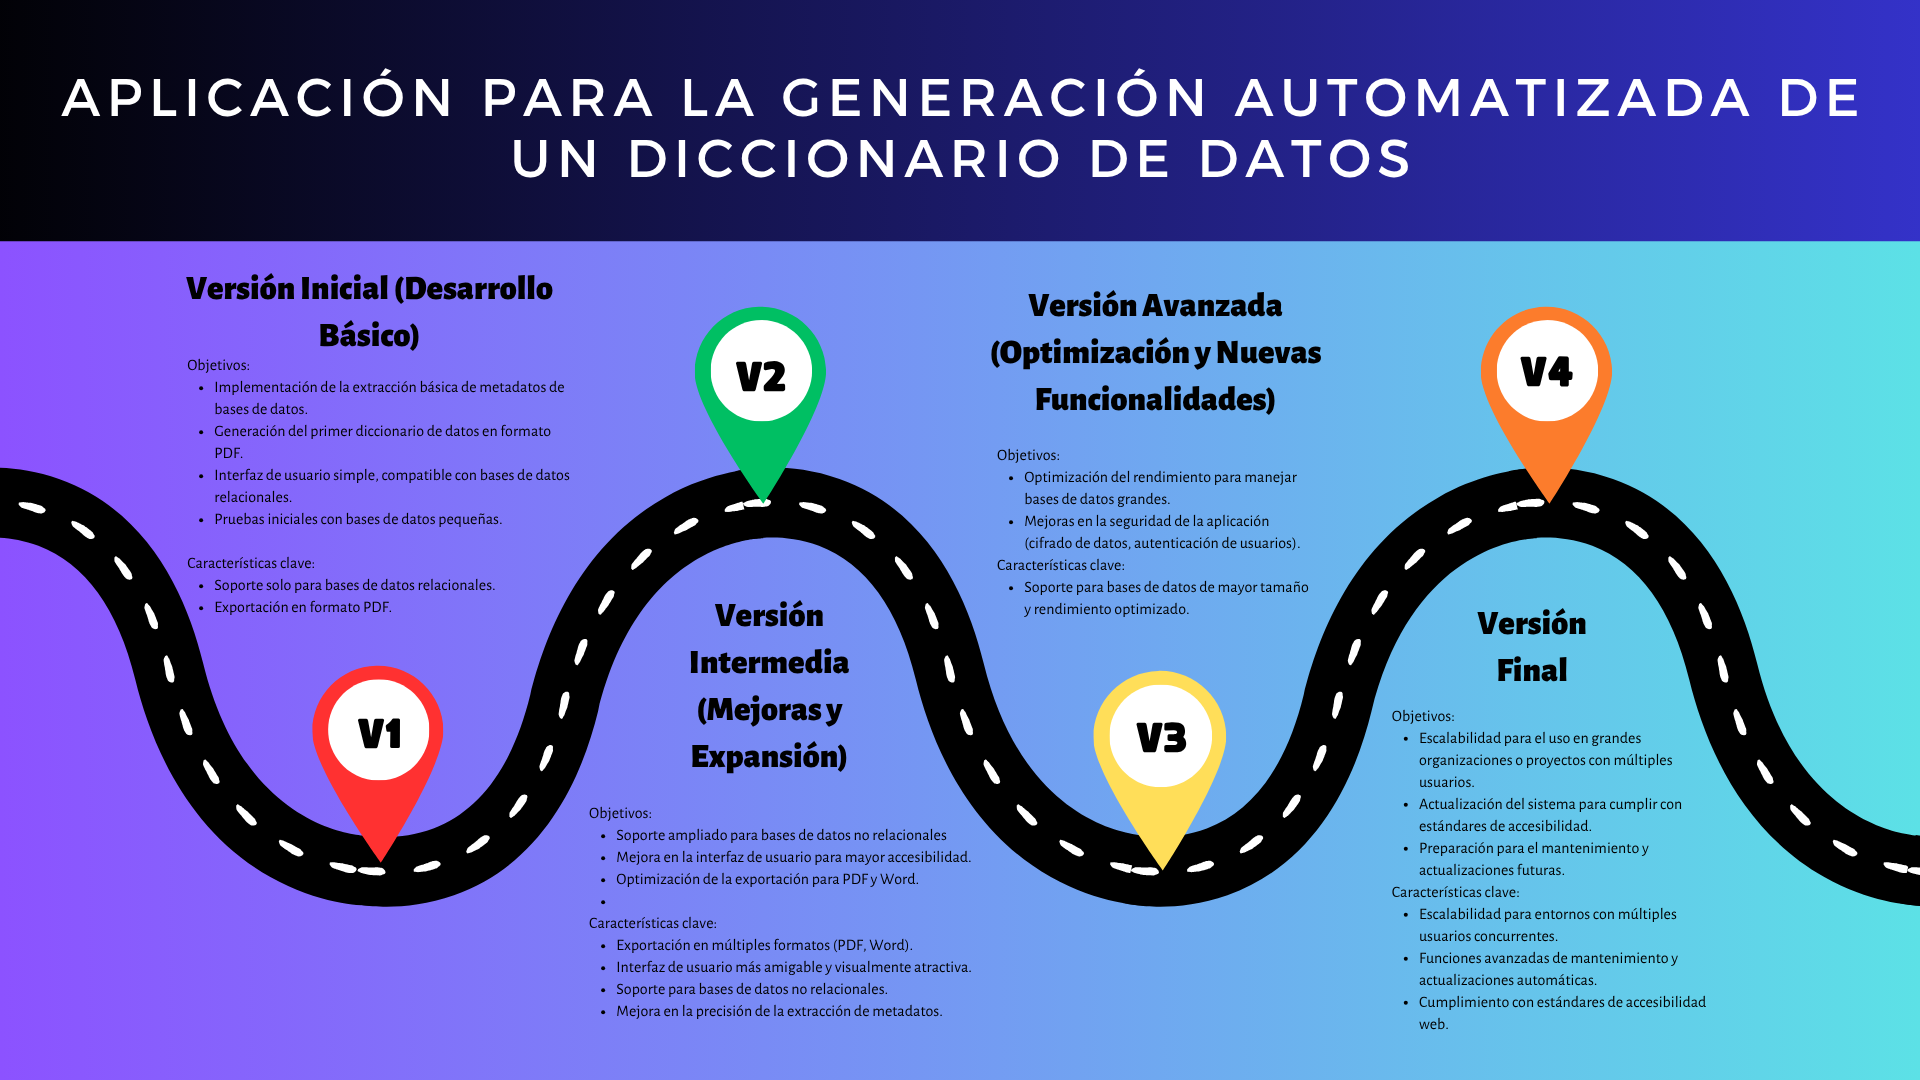 APLICACIÓN PARA LA GENERACIÓN AUTOMATIZADA DE
UN DICCIONARIO DE DATOS
Versión Inicial (Desarrollo
Básico)
Objetivos:
• Implementación de la extracción básica de metadatos de
bases de datos.
• Generación del primer diccionario de datos en formato
PDF.
• Interfaz de usuario simple, compatible con bases de datos
relacionales.
• Pruebas iniciales con bases de datos pequeñas.
Características clave:
• Soporte solo para bases de datos relacionales.
• Exportación en formato PDF.
V1
V2
Versión
Intermedia
(Mejoras y
Expansión)
Objetivos:
• Soporte ampliado para bases de datos no relacionales
• Mejora en la interfaz de usuario para mayor accesibilidad.
• Optimización de la exportación para PDF y Word.
•
Características clave:
• Exportación en múltiples formatos (PDF, Word).
• Interfaz de usuario más amigable y visualmente atractiva.
• Soporte para bases de datos no relacionales.
• Mejora en la precisión de la extracción de metadatos.
Versión Avanzada
(Optimización y Nuevas
Funcionalidades)
Objetivos:
• Optimización del rendimiento para manejar
bases de datos grandes.
• Mejoras en la seguridad de la aplicación
(cifrado de datos, autenticación de usuarios).
Características clave:
• Soporte para bases de datos de mayor tamaño
y rendimiento optimizado.
V3
V4
Versión
Final
Objetivos:
• Escalabilidad para el uso en grandes
organizaciones o proyectos con múltiples
usuarios.
• Actualización del sistema para cumplir con
estándares de accesibilidad.
• Preparación para el mantenimiento y
actualizaciones futuras.
Características clave:
• Escalabilidad para entornos con múltiples
usuarios concurrentes.
• Funciones avanzadas de mantenimiento y
actualizaciones automáticas.
• Cumplimiento con estándares de accesibilidad
web.